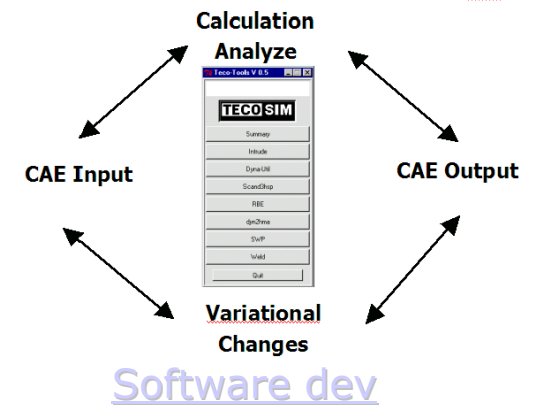 Calculation
Analyze
Teco-Tools V 0.5
TECOSIM
Summary
Intrude
Dyna-Util
Scand3hsp
RBE
dyn2hma
SWP
Weld
Quit
CAE Input
CAE Output
Variational
Changes
Software dev